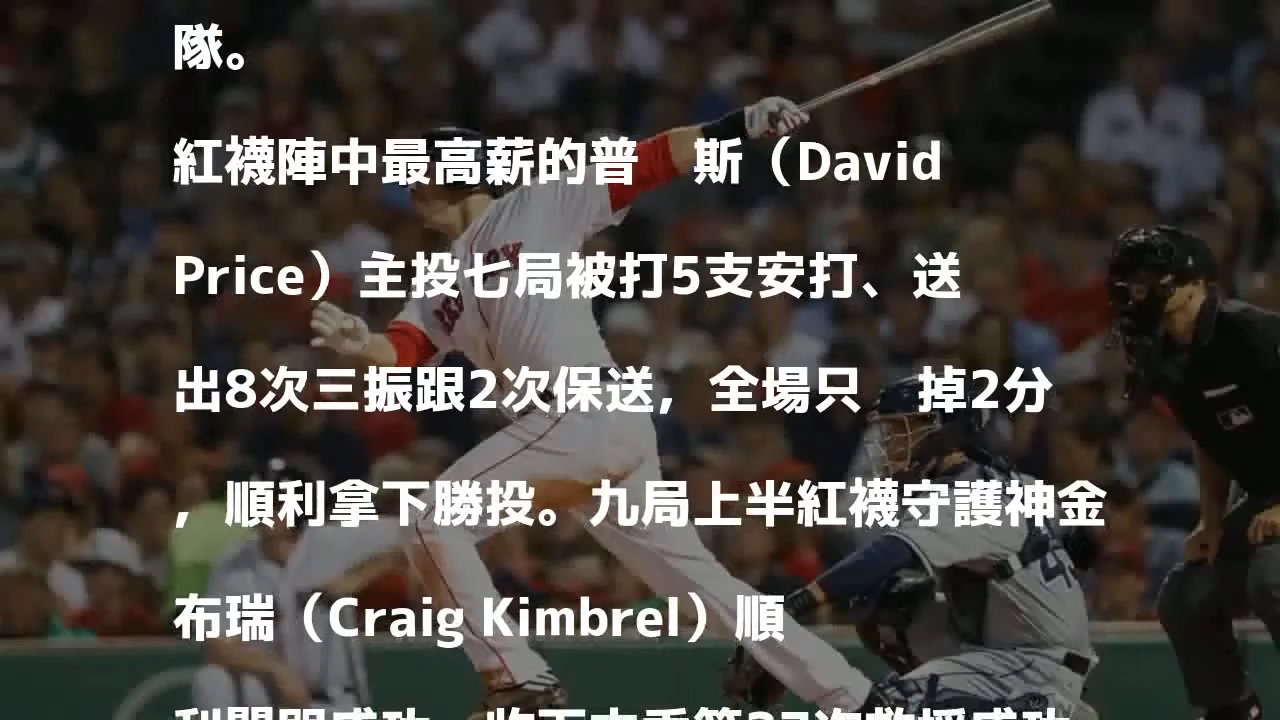 隊。
紅襪陣中最高薪的普　斯（David
Price）主投七局被打5支安打、送
出8次三振跟2次保送，全場只　掉2分
，順利拿下勝投。九局上半紅襪守護神金
布瑞（Craig Kimbrel）順